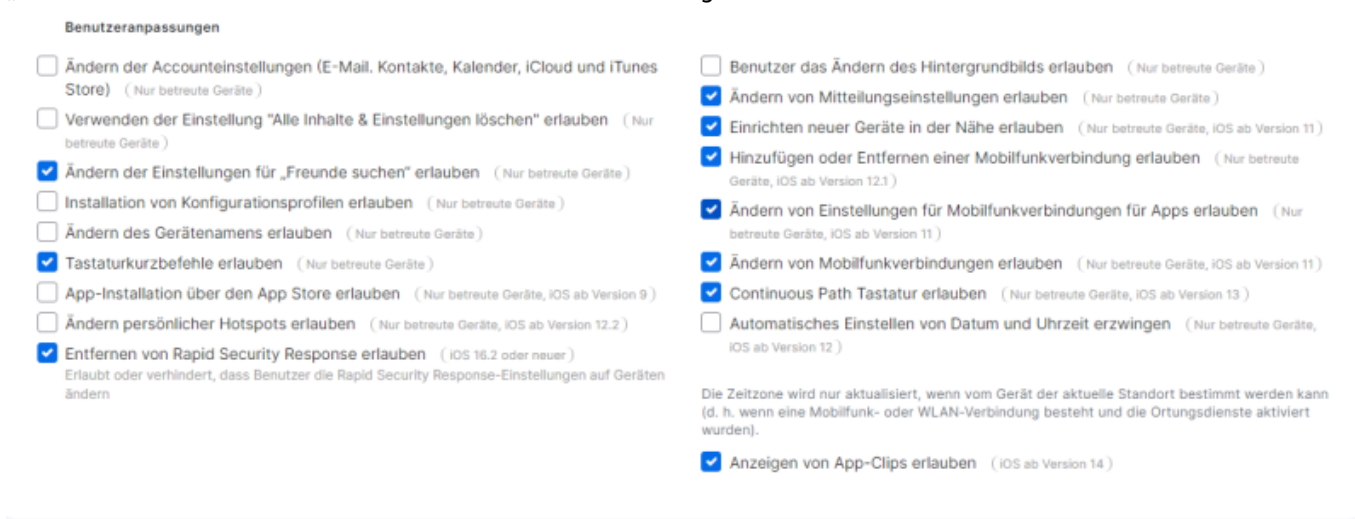 Benutzeranpassungen
Ändern der Accounteinstellungen (E-Mail. Kontakte, Kalender, iCloud und iTunes
Store) ( Nur betreute Geräte )
Verwenden der Einstellung "Alle Inhalte & Einstellungen löschen" erlauben ( Nur
betreute Geräte )
Ändern der Einstellungen für „Freunde suchen" erlauben ( Nur betreute Geräte )
Installation von Konfigurationsprofilen erlauben ( Nur betreute Geräte )
Ändern des Gerätenamens erlauben ( Nur betreute Geräte )
Tastaturkurzbefehle erlauben ( Nur betreute Geräte )
App-Installation über den App Store erlauben ( Nur betreute Geräte, iOS ab Version 9 )
Ändern persönlicher Hotspots erlauben ( Nur betreute Geräte, iOS ab Version 12.2 )
Entfernen von Rapid Security Response erlauben ( iOS 16.2 oder neuer )
Erlaubt oder verhindert, dass Benutzer die Rapid Security Response-Einstellungen auf Geräten
ändern
Benutzer das Ändern des Hintergrundbilds erlauben ( Nur betreute Geräte )
Ändern von Mitteilungseinstellungen erlauben ( Nur betreute Geräte )
Einrichten neuer Geräte in der Nähe erlauben ( Nur betreute Geräte, iOS ab Version 11 )
Hinzufügen oder Entfernen einer Mobilfunkverbindung erlauben ( Nur betreute
Geräte, iOS ab Version 12.1 )
Ändern von Einstellungen für Mobilfunkverbindungen für Apps erlauben ( Nur
betreute Geräte, iOS ab Version 11 )
Ändern von Mobilfunkverbindungen erlauben ( Nur betreute Geräte, iOS ab Version 11 )
Continuous Path Tastatur erlauben ( Nur betreute Geräte, iOS ab Version 13 )
Automatisches Einstellen von Datum und Uhrzeit erzwingen ( Nur betreute Geräte,
iOS ab Version 12 )
Die Zeitzone wird nur aktualisiert, wenn vom Gerät der aktuelle Standort bestimmt werden kann
(d. h. wenn eine Mobilfunk- oder WLAN-Verbindung besteht und die Ortungsdienste aktiviert
wurden).
Anzeigen von App-Clips erlauben ( iOS ab Version 14 )